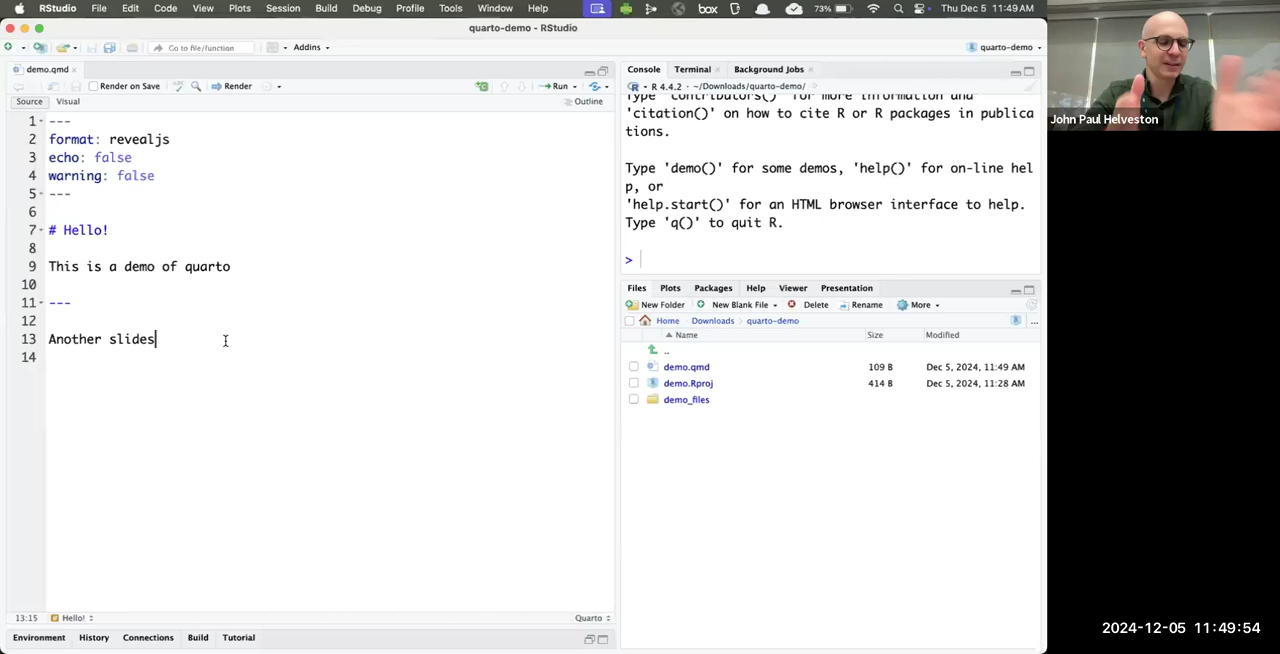 RStudio File Edit Code View Plots Session Build Debug Profile Tools Window Help box 73% Thu Dec 5 11:49 AM
quarto-demo - RStudio
Go to file/function Addins quarto-demo
demo.qmd
Render on Save Render Run
Source Visual Outline
1 ---
2 format: revealjs
3 echo: false
4 warning: false
5 ---
6
7 # Hello!
8
9 This is a demo of quarto
10
11 ---
12
13 Another slides
14
13:15 Hello! Quarto
Environment History Connections Build Tutorial
Console Terminal Background Jobs
R 4.4.2 · ~/Downloads/quarto-demo/
Type 'contributors()' for more information and
'citation()' on how to cite R or R packages in publica
tions.
Type 'demo()' for some demos, 'help()' for on-line hel
p, or
'help.start()' for an HTML browser interface to help.
Type 'q()' to quit R.
>
Files Plots Packages Help Viewer Presentation
New Folder New Blank File Delete Rename More
Home Downloads quarto-demo ...
Name Size Modified
..
demo.qmd 109 B Dec 5, 2024, 11:49 AM
demo.Rproj 414 B Dec 5, 2024, 11:28 AM
demo_files
John Paul Helveston
2024-12-05 11:49:54